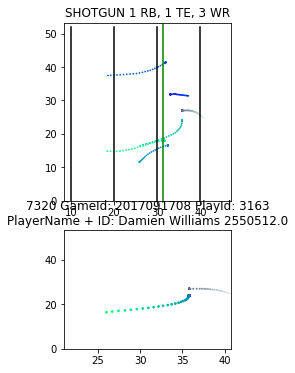 SHOTGUN 1 RB, 1 TE, 3 WR
50
40
30
20
10
0
10 20 30 40
7320 GameId: 2017091708 PlayId: 3163
PlayerName + ID: Damien Williams 2550512.0
40
20
0
25 30 35 40